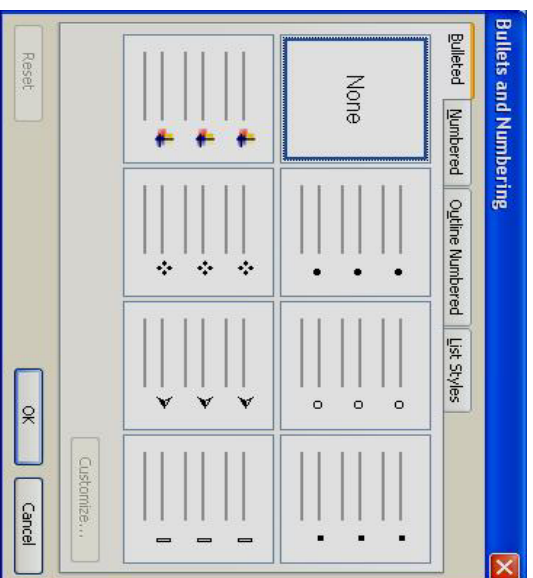 Bullets and Numbering
Bulleted Numbered Outline Numbered List Styles
None
Customize...
Reset OK Cancel